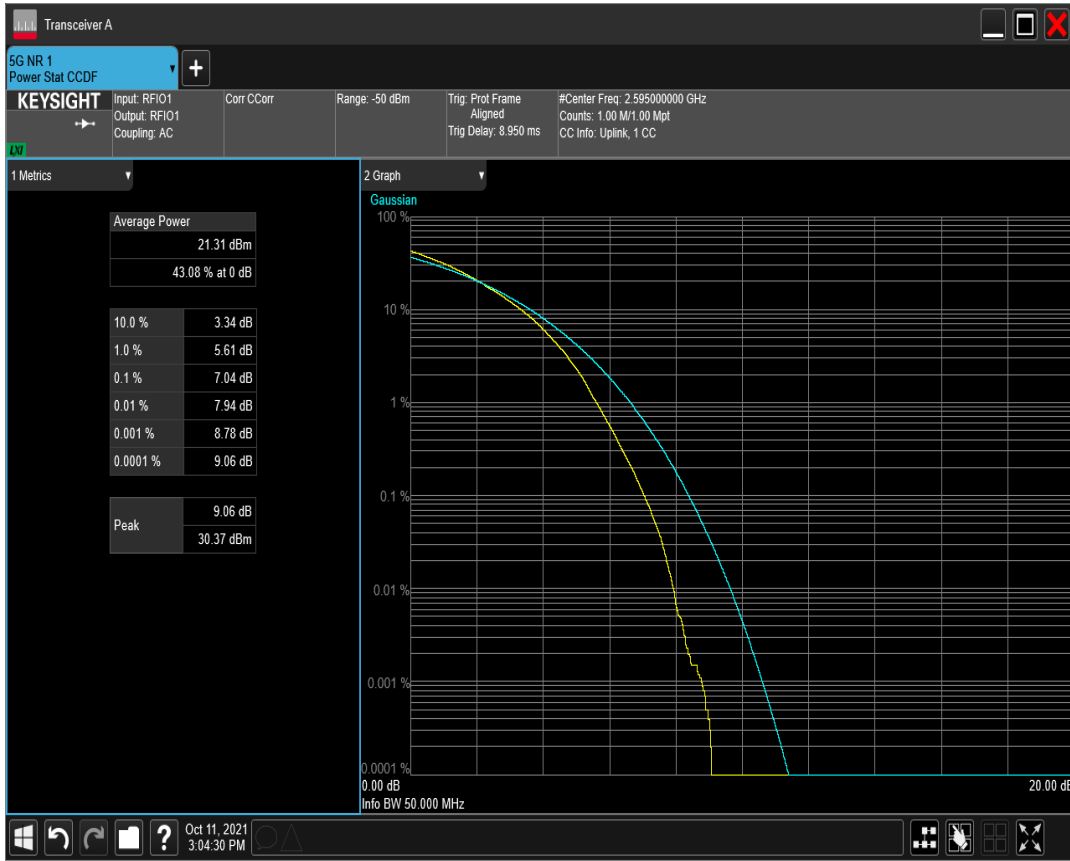 Transceiver A
5G NR 1
Power Stat CCDF
KEYSIGHT
LXI
Input: RFIO1
Output: RFIO1
Coupling: AC
Corr CCorr
Range: -50 dBm
Trig: Prot Frame
Aligned
Trig Delay: 8.950 ms
#Center Freq: 2.595000000 GHz
Counts: 1.00 M/1.00 Mpt
CC Info: Uplink, 1 CC
1 Metrics
Average Power
21.31 dBm
43.08 % at 0 dB
10.0 % 3.34 dB
1.0 % 5.61 dB
0.1 % 7.04 dB
0.01 % 7.94 dB
0.001 % 8.78 dB
0.0001 % 9.06 dB
Peak
9.06 dB
30.37 dBm
2 Graph
Gaussian
100 %
10 %
1 %
0.1 %
0.01 %
0.001 %
0.0001 %
0.00 dB 20.00 dB
Info BW 50.000 MHz
?
Oct 11, 2021
3:04:30 PM